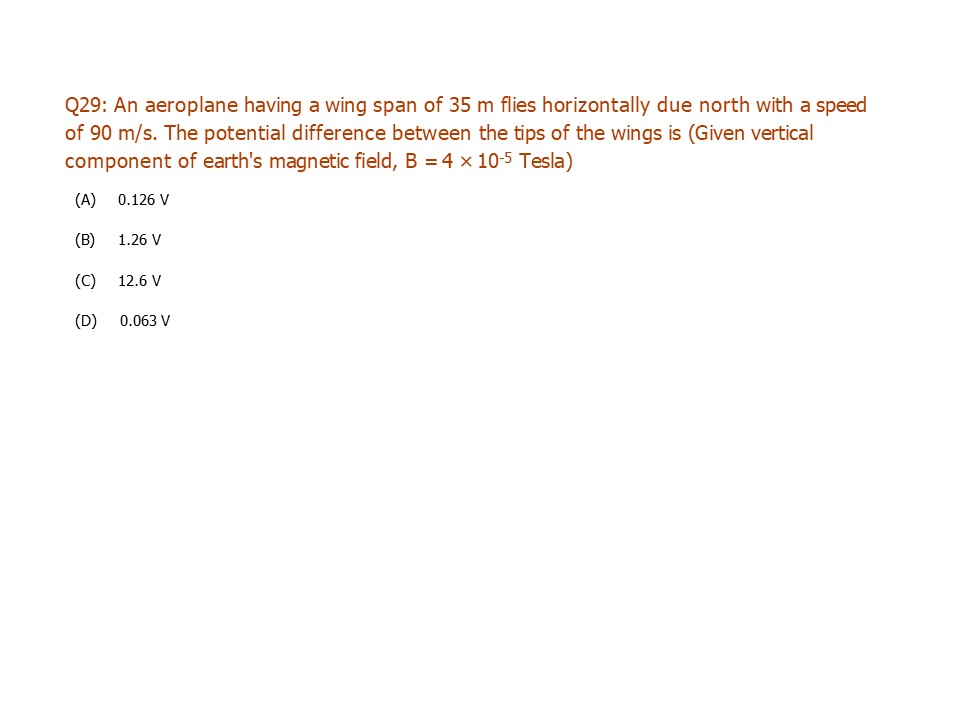 Q29: An aeroplane having a wing span of 35 m flies horizontally due north with a speed
of 90 m/s. The potential difference between the tips of the wings is (Given vertical
component of earth's magnetic field, B = 4 × 10⁻⁵ Tesla)
(A) 0.126 V
(B) 1.26 V
(C) 12.6 V
(D) 0.063 V